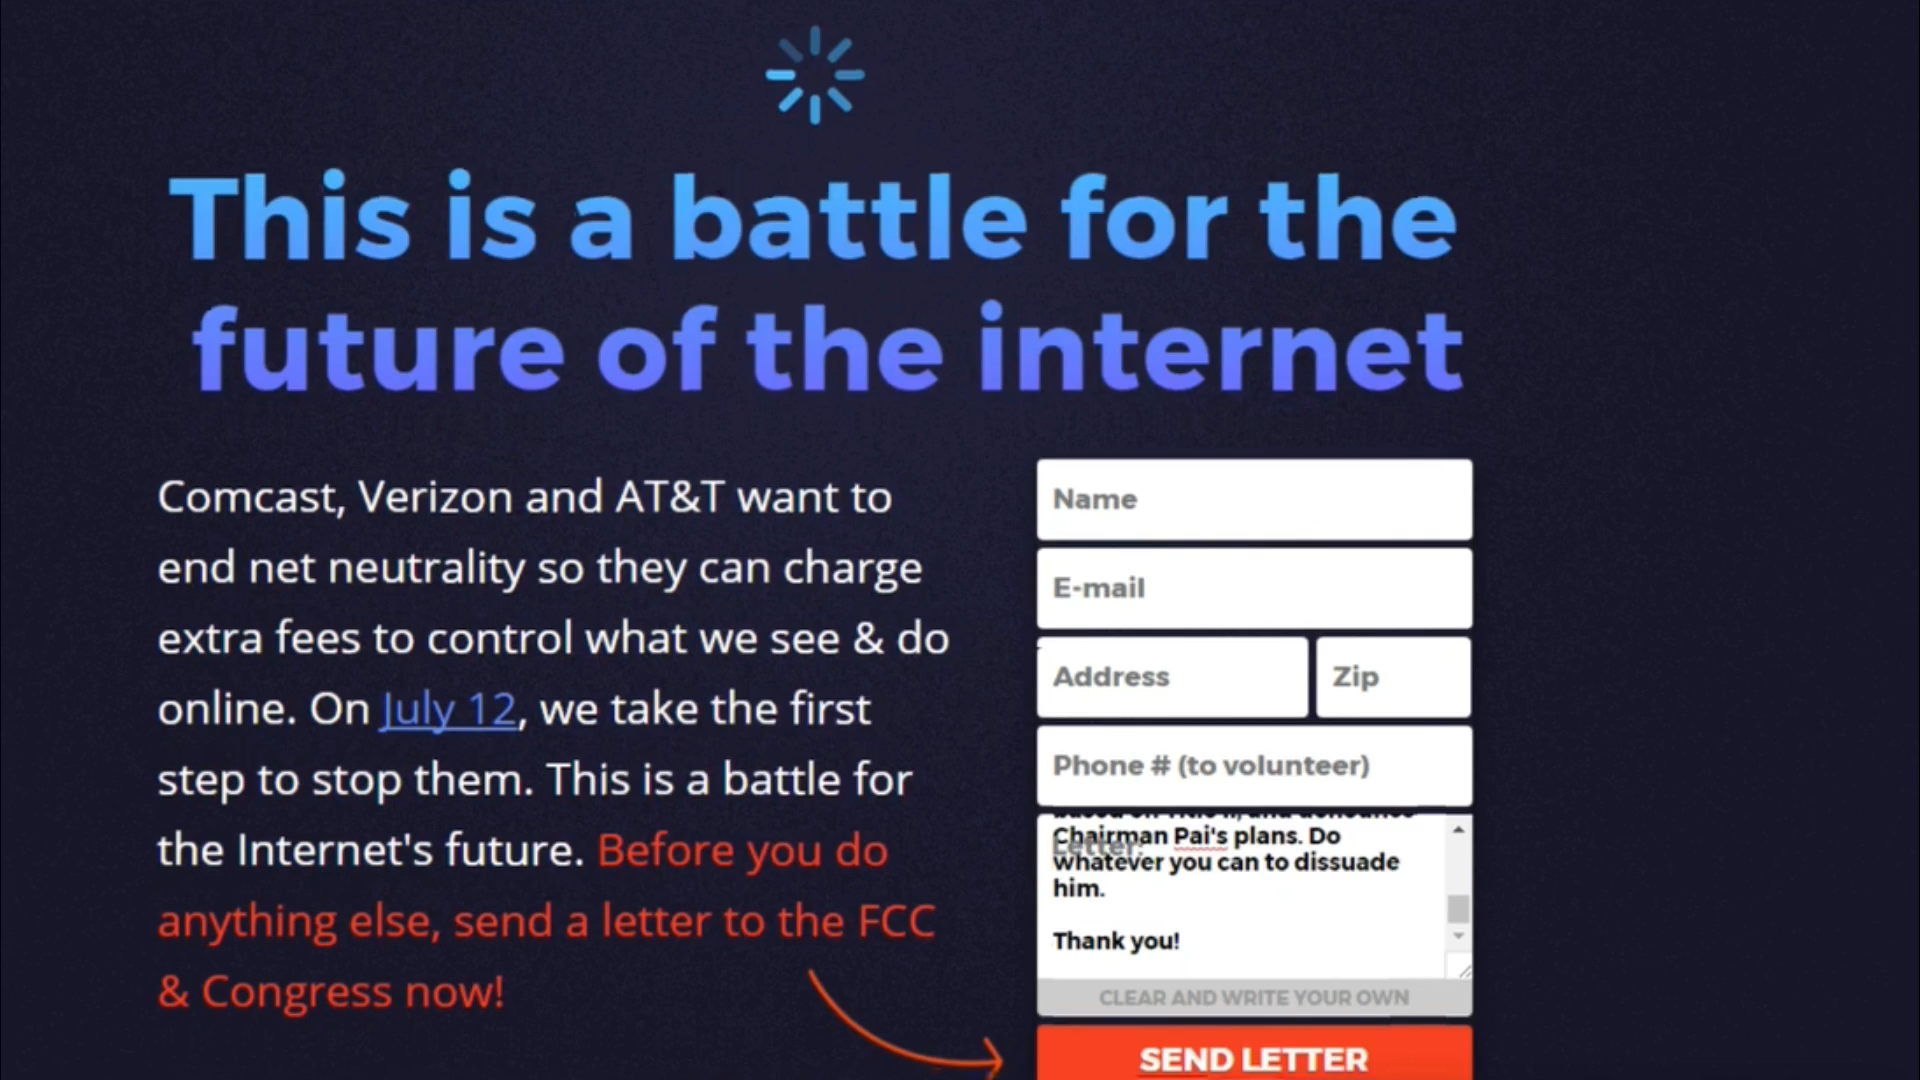 This is a battle for the
future of the internet
Comcast, Verizon and AT&T want to
end net neutrality so they can charge
extra fees to control what we see & do
online. On July 12, we take the first
step to stop them. This is a battle for
the Internet's future. Before you do
anything else, send a letter to the FCC
& Congress now!
Name
E-mail
Address Zip
Phone # (to volunteer)
Chairman Pai's plans. Do
Letter:
whatever you can to dissuade
him.
Thank you!
CLEAR AND WRITE YOUR OWN
SEND LETTER